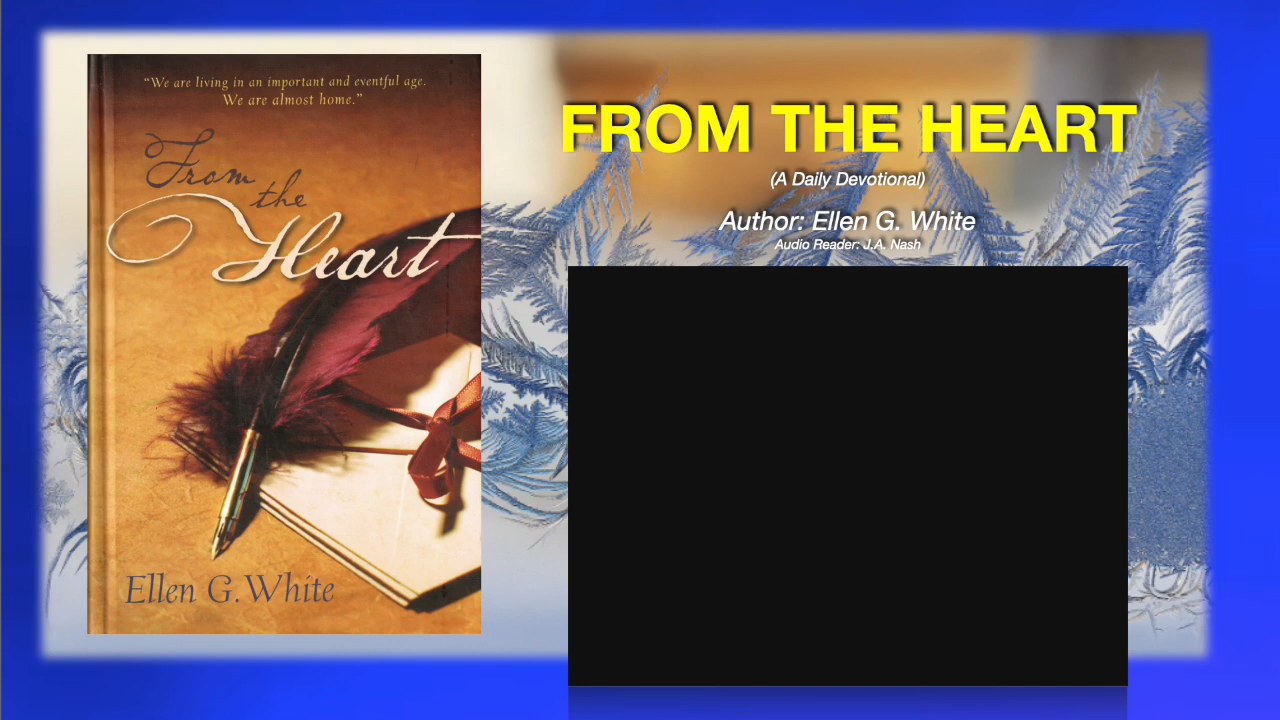 “We are living in an important and eventful age.
We are almost home.”
From
the
Heart
Ellen G. White
FROM THE HEART
(A Daily Devotional)
Author: Ellen G. White
Audio Reader: J.A. Nash